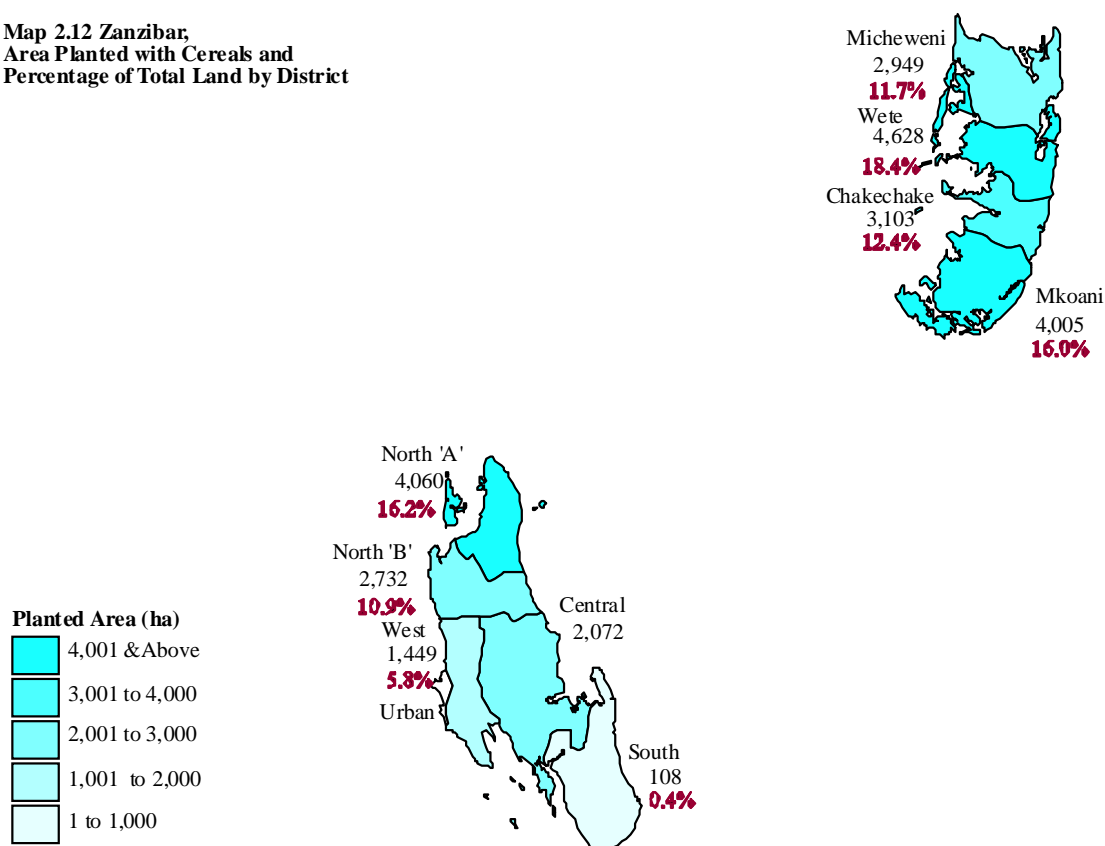 Map 2.12 Zanzibar,
Area Planted with Cereals and
Percentage of Total Land by District
Micheweni
2,949
11.7%
Wete
4,628
18.4%
Chakechake
3,103
12.4%
Mkoani
4,005
16.0%
North 'A'
4,060
16.2%
North 'B'
2,732
10.9%
Central
2,072
West
1,449
5.8%
Urban
South
108
0.4%
Planted Area (ha)
4,001 & Above
3,001 to 4,000
2,001 to 3,000
1,001 to 2,000
1 to 1,000